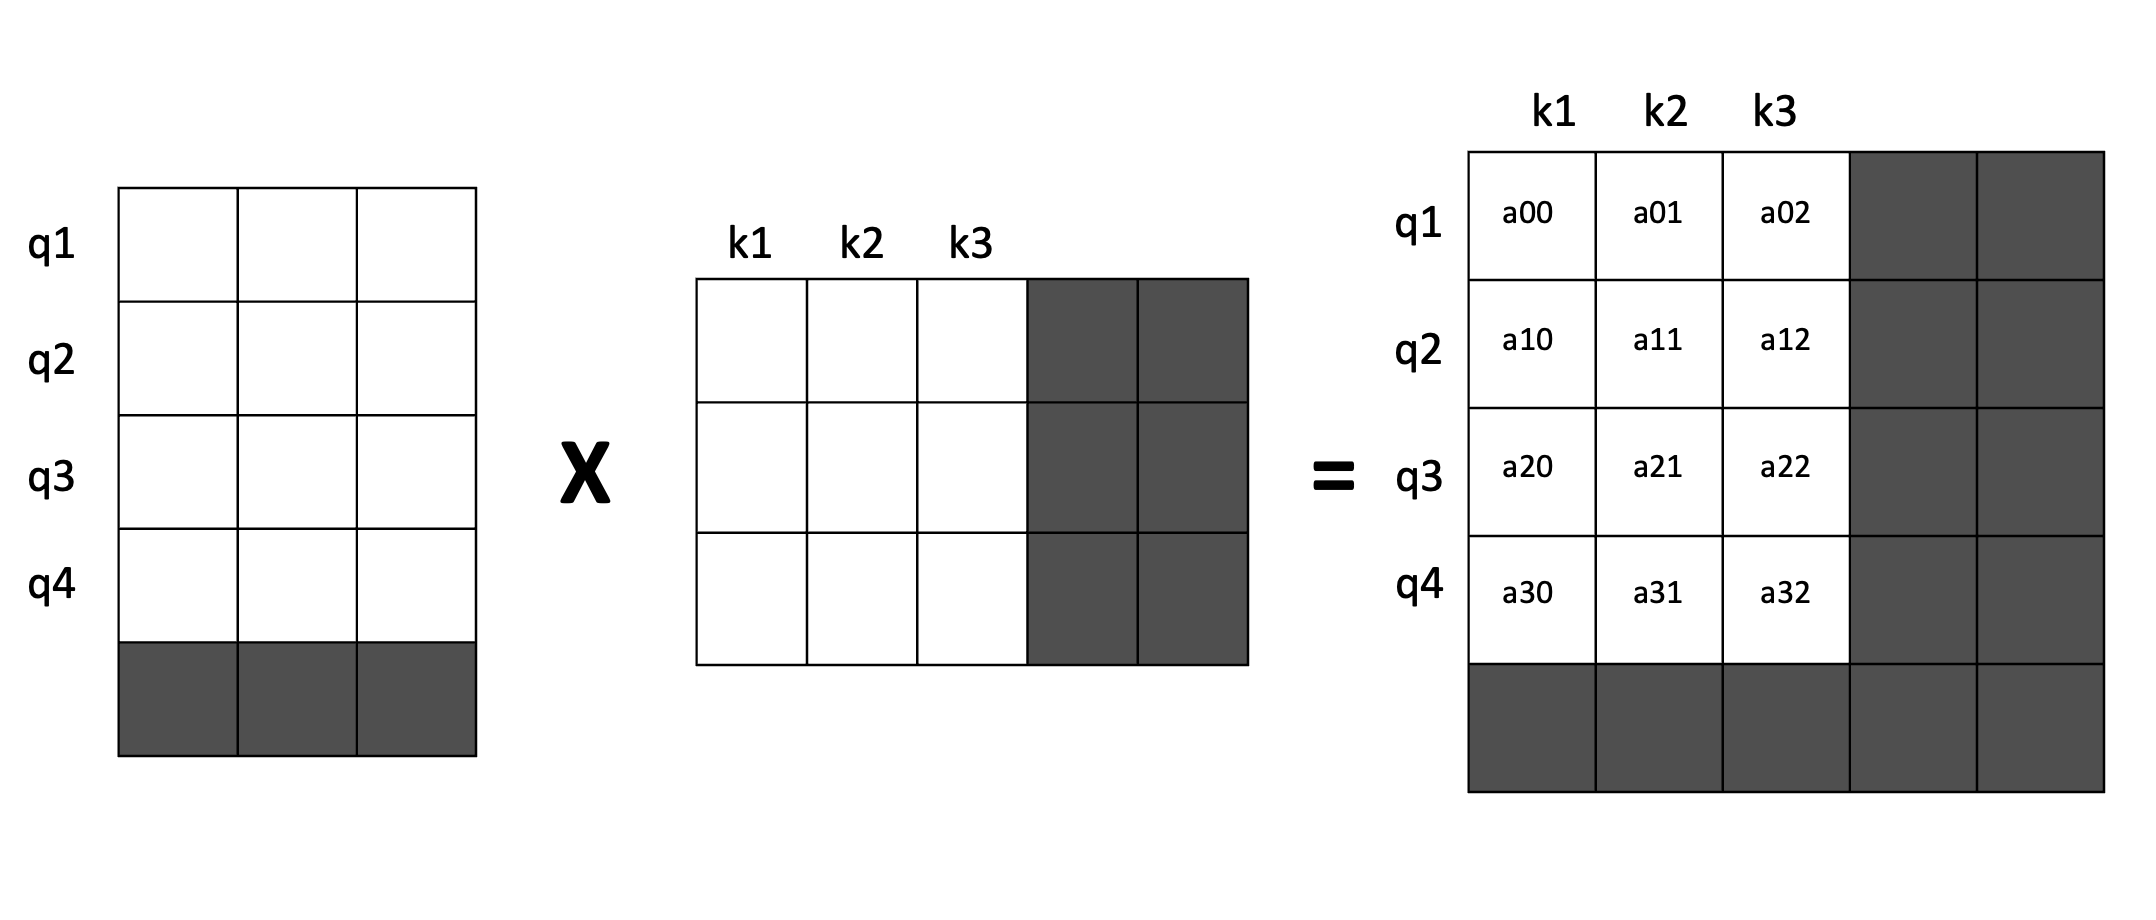 q1
q2
q3
q4
X
k1 k2 k3
=
k1 k2 k3
q1 a00 a01 a02
q2 a10 a11 a12
q3 a20 a21 a22
q4 a30 a31 a32